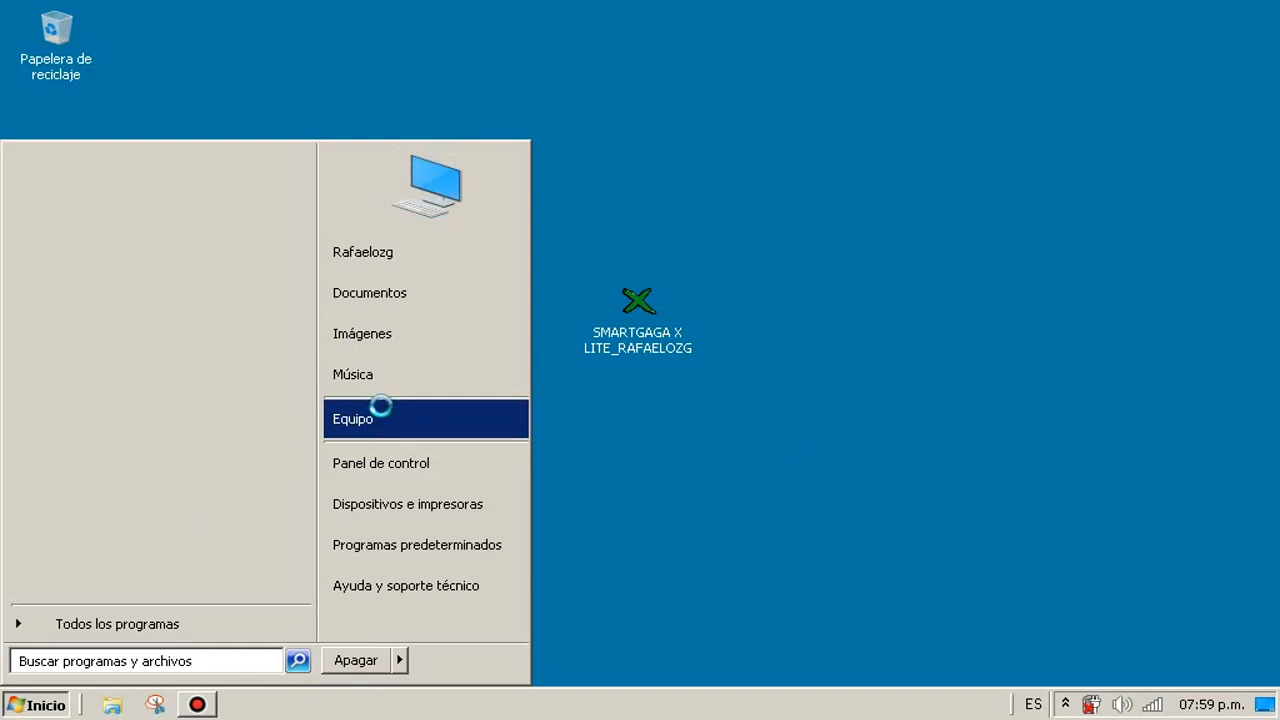 Papelera de
reciclaje
Rafaelozg
Documentos
Imágenes
Música
Equipo
Panel de control
Dispositivos e impresoras
Programas predeterminados
Ayuda y soporte técnico
Todos los programas
Buscar programas y archivos
Apagar
SMARTGAGA X
LITE_RAFAELOZG
Inicio
ES
07:59 p.m.